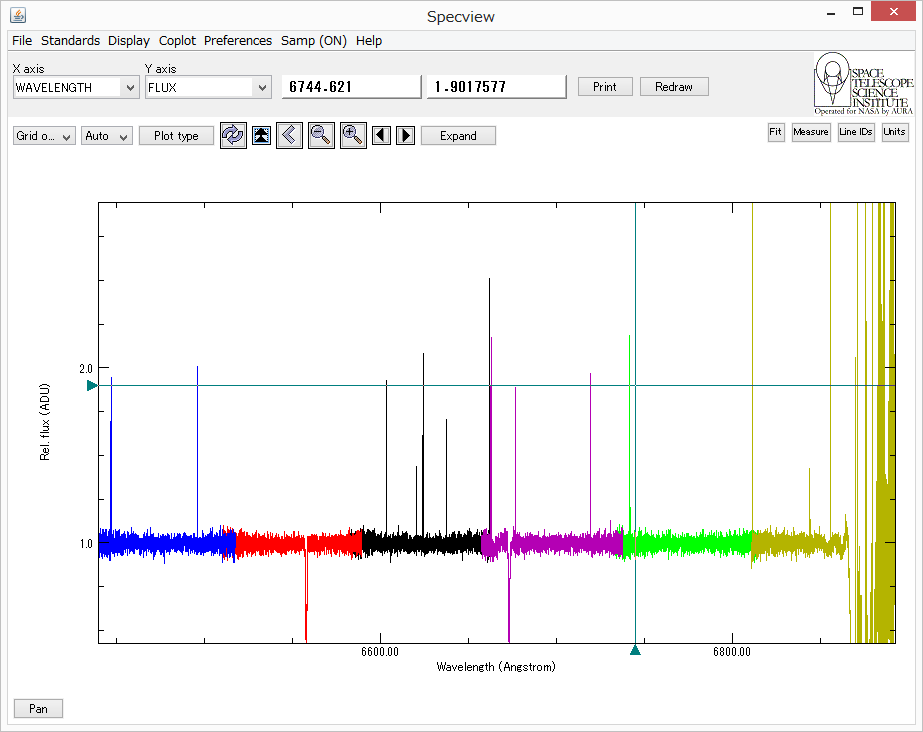 Specview
File Standards Display Coplot Preferences Samp (ON) Help
X axis
Y axis
WAVELENGTH
FLUX
6744.621
1.9017577
Print
Redraw
SPACE
TELESCOPE
SCIENCE
INSTITUTE
Operated for NASA by AURA
Grid o...
Auto
Plot type
Expand
Fit
Measure
Line IDs
Units
2.0
Rel. flux (ADU)
1.0
6600.00
6800.00
Wavelength (Angstrom)
Pan